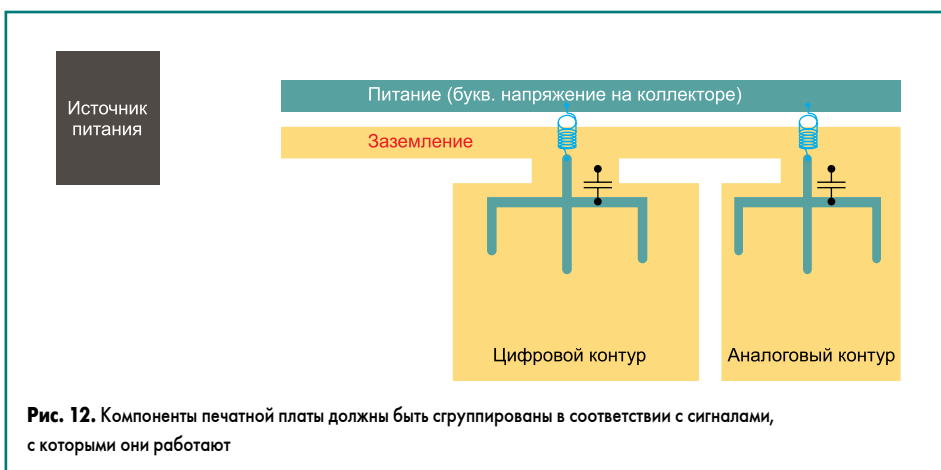 Источник
питания
Питание (букв. напряжение на коллекторе)
Заземление
Цифровой контур
Аналоговый контур
Рис. 12. Компоненты печатной платы должны быть сгруппированы в соответствии с сигналами,
с которыми они работают